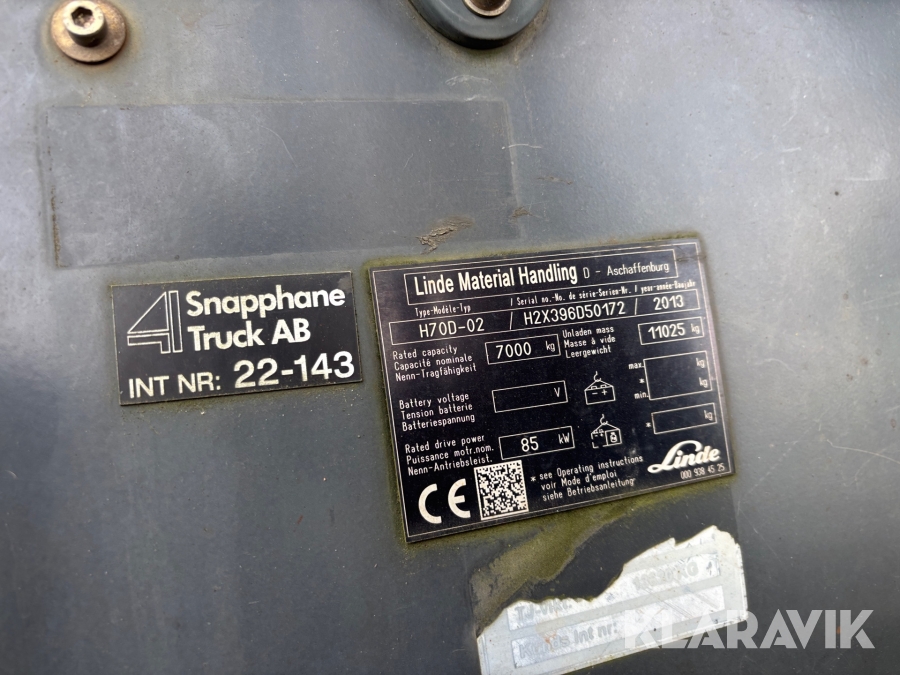 4 Snapphane
Truck AB
INT NR: 22-143
Linde Material Handling D - Aschaffenburg
Type-Modèle-Typ / Serial no.-No. de série-Serien-Nr. / year-année-Baujahr
H70D-02 / H2X396D50172 / 2013
Rated capacity
Capacité nominale
Nenn-Tragfähigkeit
7000 kg
Unladen mass
Masse à vide
Leergewicht
11025 kg
Battery voltage
Tension batterie
Batteriespannung
V
max. kg
*
min. kg
* kg
Rated drive power
Puissance motr.nom.
Nenn-Antriebsleist.
85 kW
CE
* see Operating instructions
voir Mode d'emploi
siehe Betriebsanleitung
Linde
000 938 45 25
int nr:
KLARAVIK